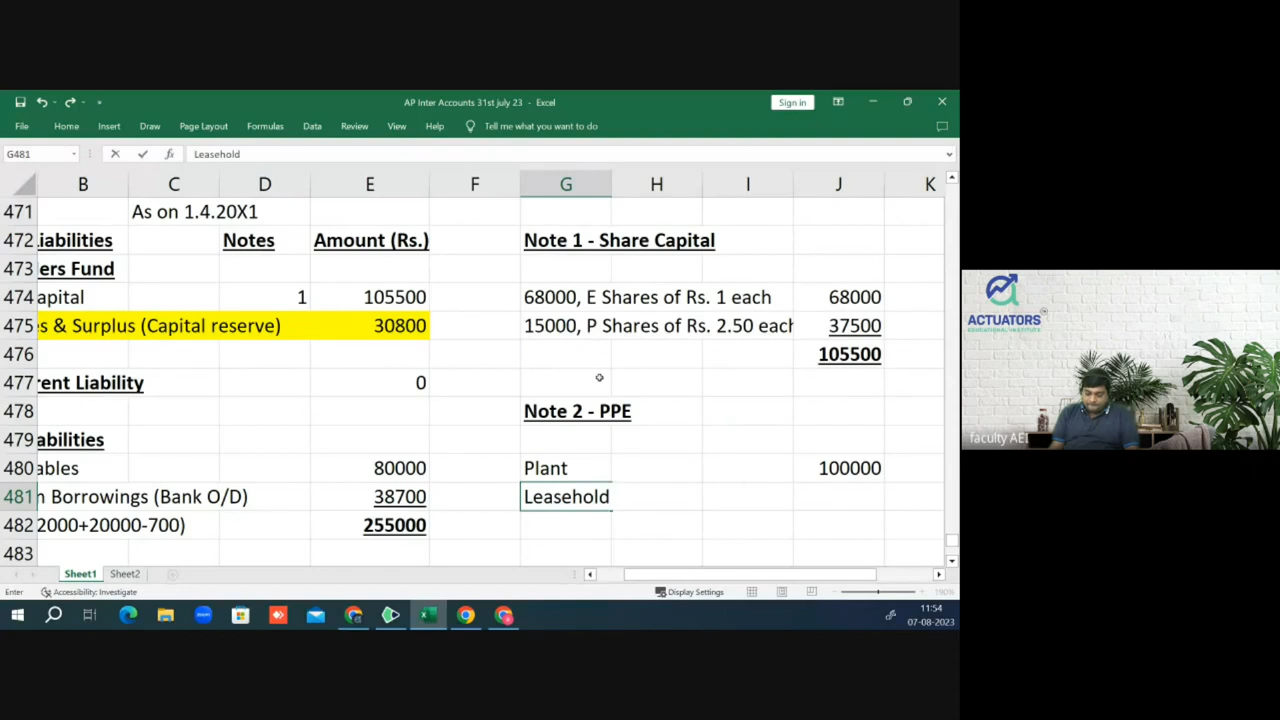 AP Inter Accounts 31st july 23 - Excel
Sign in
File Home Insert Draw Page Layout Formulas Data Review View Help Tell me what you want to do
G481 fx Leasehold
B C D E F G H I J K
471 As on 1.4.20X1
472 iabilities Notes Amount (Rs.) Note 1 - Share Capital
473 ers Fund
474 apital 1 105500 68000, E Shares of Rs. 1 each 68000
475 s & Surplus (Capital reserve) 30800 15000, P Shares of Rs. 2.50 each 37500
476 105500
477 rent Liability 0
478 Note 2 - PPE
479 abilities
480 ables 80000 Plant 100000
481 n Borrowings (Bank O/D) 38700 Leasehold
482 2000+20000-700) 255000
483
Sheet1 Sheet2
Enter Accessibility: Investigate Display Settings 190%
11:54
07-08-2023
ACTUATORS
EDUCATIONAL INSTITUTE
faculty AEI